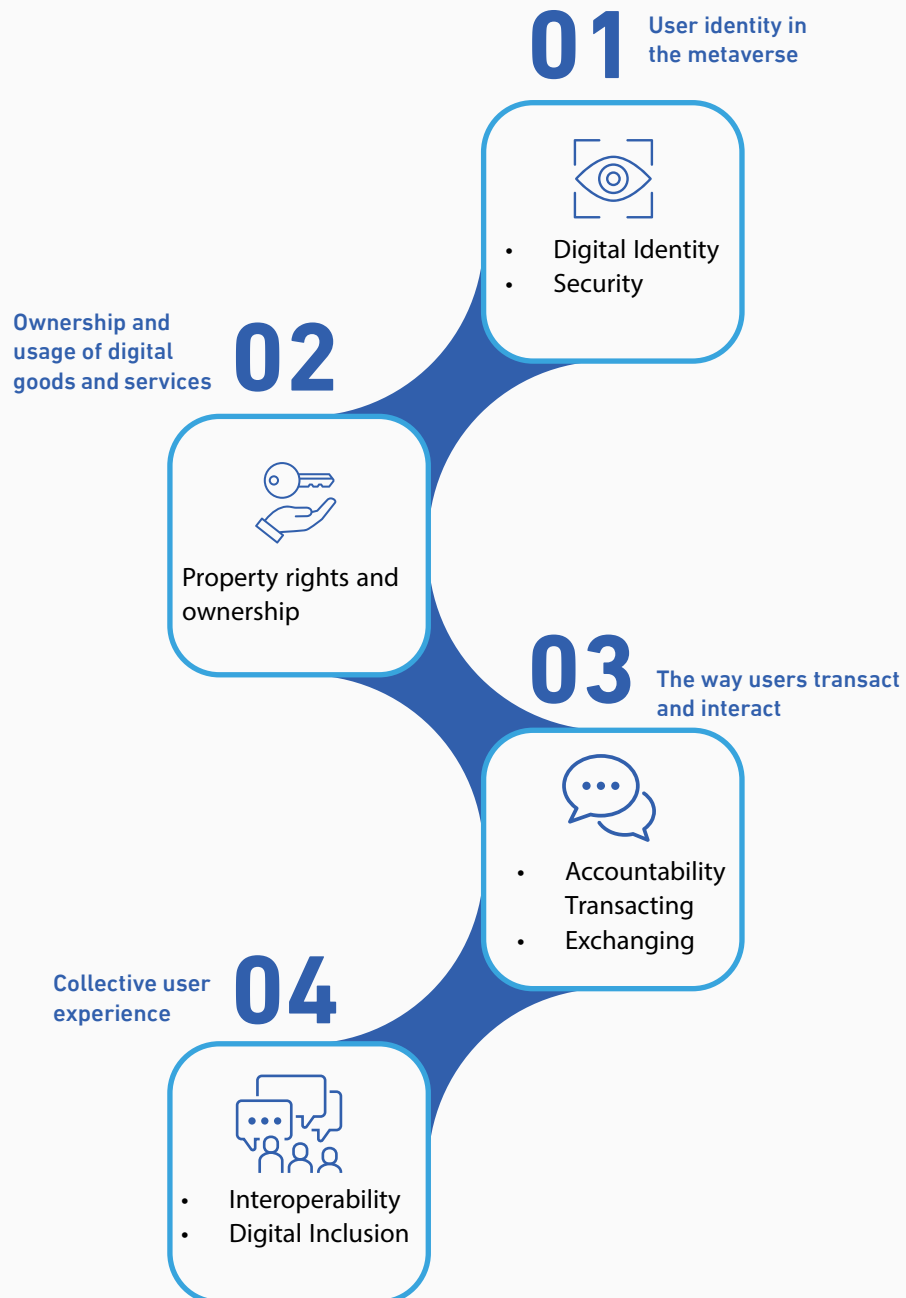 01
User identity in
the metaverse
• Digital Identity
• Security
Ownership and
usage of digital
goods and services
02
Property rights and
ownership
03
The way users transact
and interact
• Accountability
Transacting
• Exchanging
Collective user
experience
04
• Interoperability
• Digital Inclusion